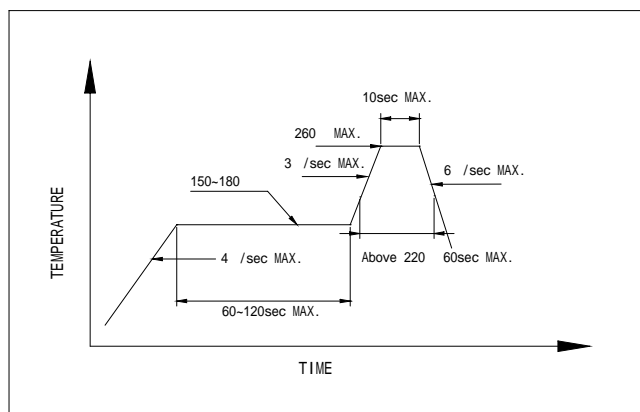 10sec MAX.
260 MAX.
3 /sec MAX.
6 /sec MAX.
150~180
4 /sec MAX.
Above 220 60sec MAX.
60~120sec MAX.
TEMPERATURE
TIME